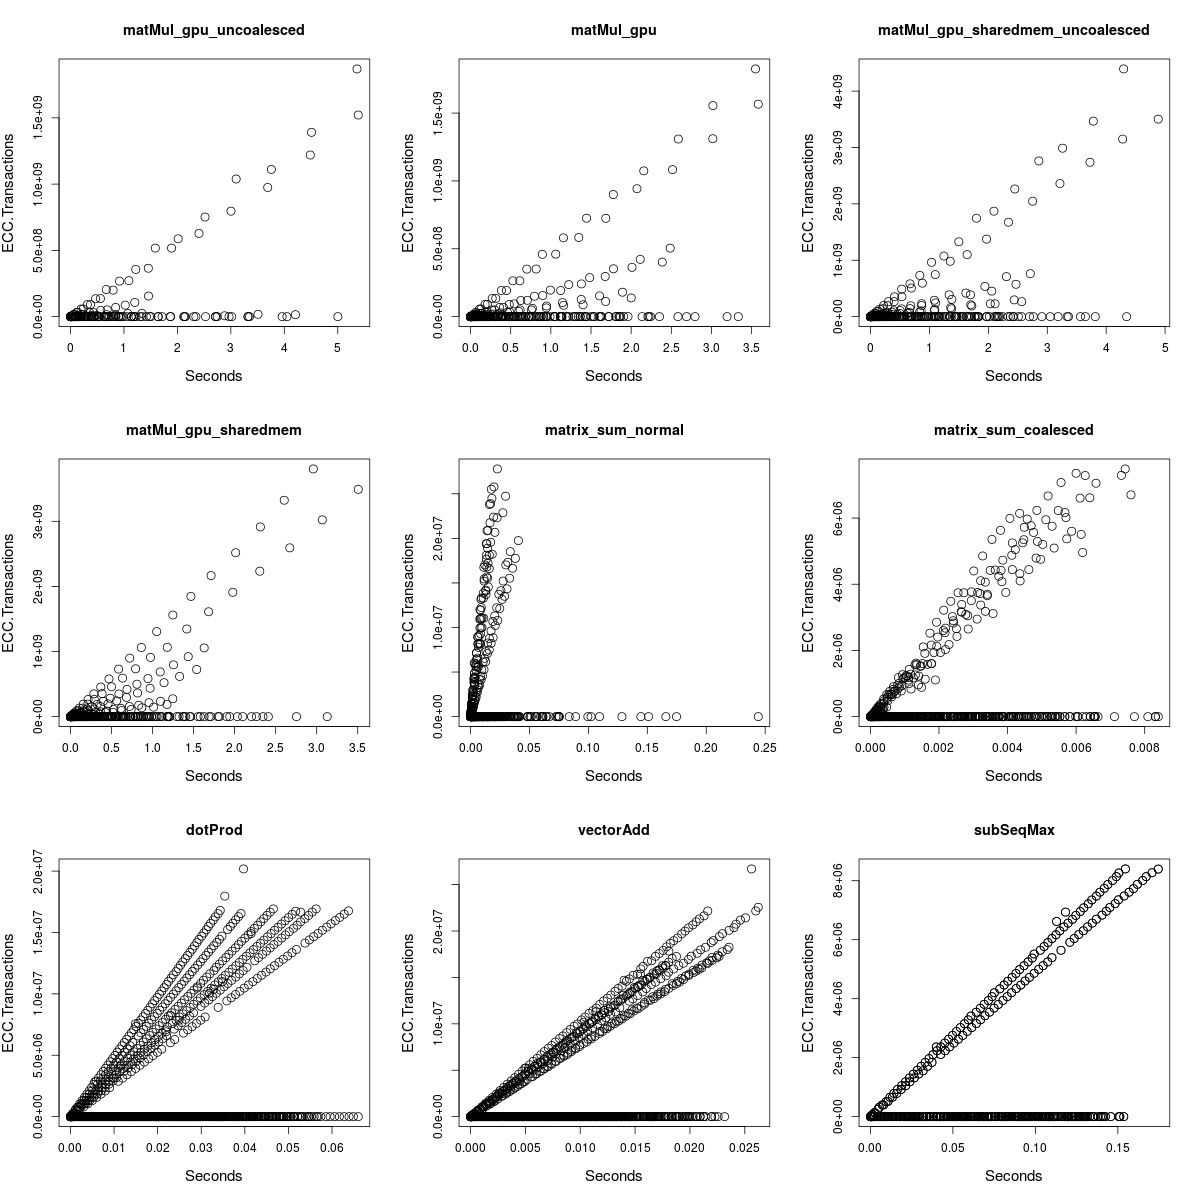 matMul_gpu_uncoalesced
ECC.Transactions
0.0e+00 5.0e+08 1.0e+09 1.5e+09
0 1 2 3 4 5
Seconds
matMul_gpu
ECC.Transactions
0.0e+00 5.0e+08 1.0e+09 1.5e+09
0.0 0.5 1.0 1.5 2.0 2.5 3.0 3.5
Seconds
matMul_gpu_sharedmem_uncoalesced
ECC.Transactions
0e+00 1e+09 2e+09 3e+09 4e+09
0 1 2 3 4 5
Seconds
matMul_gpu_sharedmem
ECC.Transactions
0e+00 1e+09 2e+09 3e+09
0.0 0.5 1.0 1.5 2.0 2.5 3.0 3.5
Seconds
matrix_sum_normal
ECC.Transactions
0.0e+00 1.0e+07 2.0e+07
0.00 0.05 0.10 0.15 0.20 0.25
Seconds
matrix_sum_coalesced
ECC.Transactions
0e+00 2e+06 4e+06 6e+06
0.000 0.002 0.004 0.006 0.008
Seconds
dotProd
ECC.Transactions
0.0e+00 5.0e+06 1.0e+07 1.5e+07 2.0e+07
0.00 0.01 0.02 0.03 0.04 0.05 0.06
Seconds
vectorAdd
ECC.Transactions
0.0e+00 1.0e+07 2.0e+07
0.000 0.005 0.010 0.015 0.020 0.025
Seconds
subSeqMax
ECC.Transactions
0e+00 2e+06 4e+06 6e+06 8e+06
0.00 0.05 0.10 0.15
Seconds